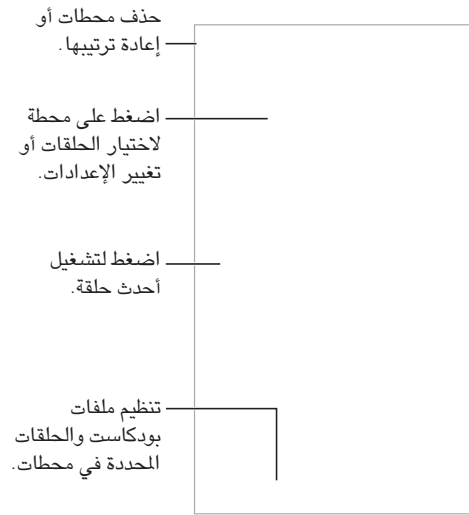 حذف محطات أو
إعادة ترتيبها.
اضغط على محطة
لاختيار الحلقات أو
تغيير الإعدادات.
اضغط لتشغيل
أحدث حلقة.
تنظيم ملفات
بودكاست والحلقات
المحددة في محطات.